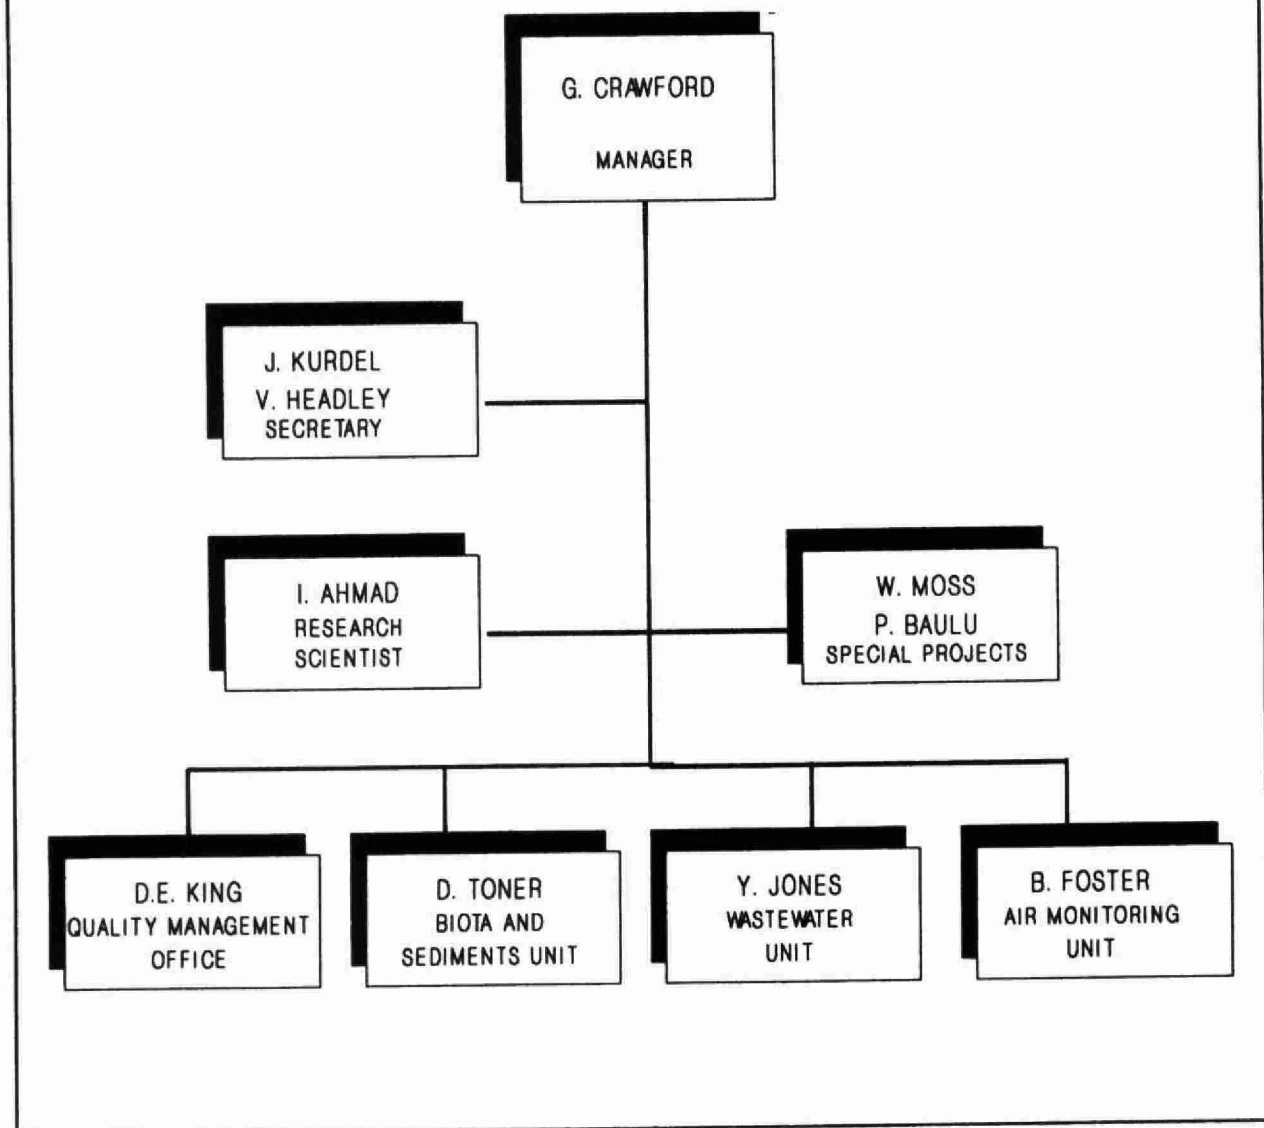 G. CRAWFORD
MANAGER
J. KURDEL
V. HEADLEY
SECRETARY
I. AHMAD
RESEARCH
SCIENTIST
W. MOSS
P. BAULU
SPECIAL PROJECTS
D.E. KING
QUALITY MANAGEMENT
OFFICE
D. TONER
BIOTA AND
SEDIMENTS UNIT
Y. JONES
WASTEWATER
UNIT
B. FOSTER
AIR MONITORING
UNIT